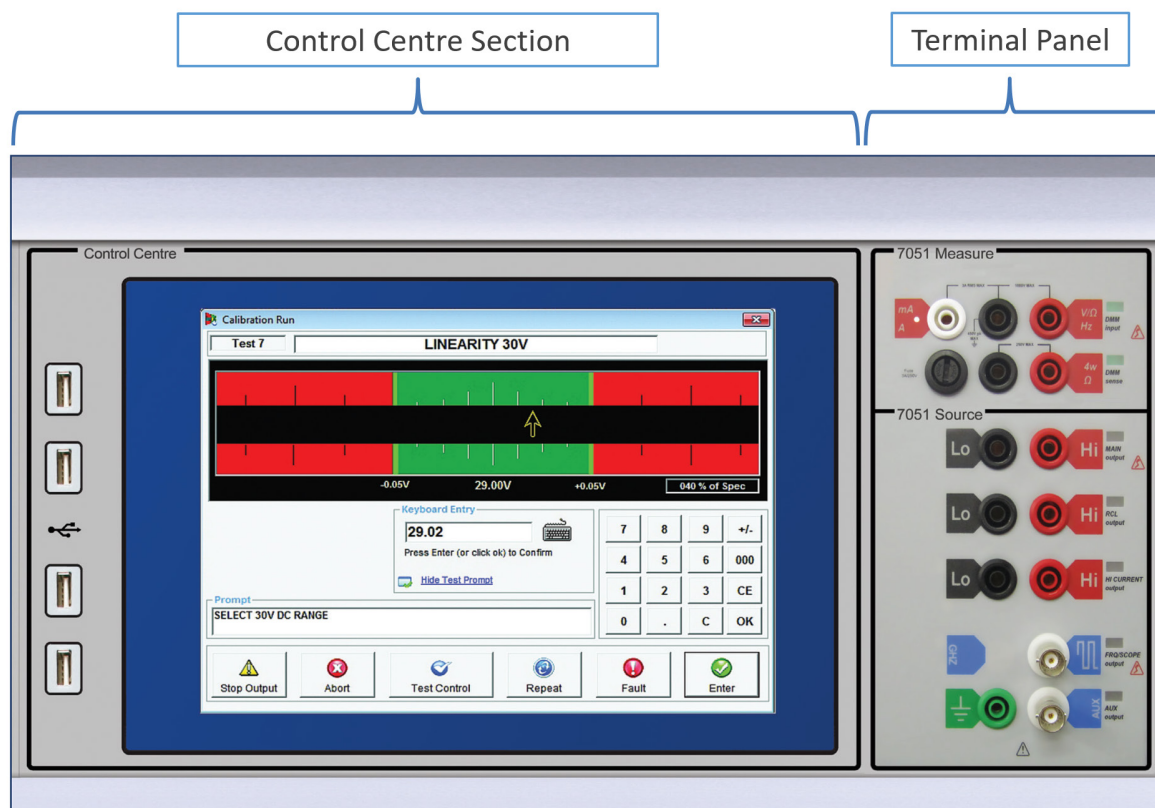 Control Centre Section
Terminal Panel
Control Centre
Calibration Run
Test 7
LINEARITY 30V
-0.05V
29.00V
+0.05V
040 % of Spec
Keyboard Entry
29.02
Press Enter (or click ok) to Confirm
Hide Test Prompt
Prompt
SELECT 30V DC RANGE
7 8 9 +/-
4 5 6 000
1 2 3 CE
0 . C OK
Stop Output
Abort
Test Control
Repeat
Fault
Enter
7051 Measure
mA
A
V/Ω
Hz
DMM
input
4w
Ω
DMM
sense
7051 Source
Lo
Hi
MAIN
output
Lo
Hi
RCL
output
Lo
Hi
HI CURRENT
output
GHZ
FRQ/SCOPE
output
AUX
AUX
output